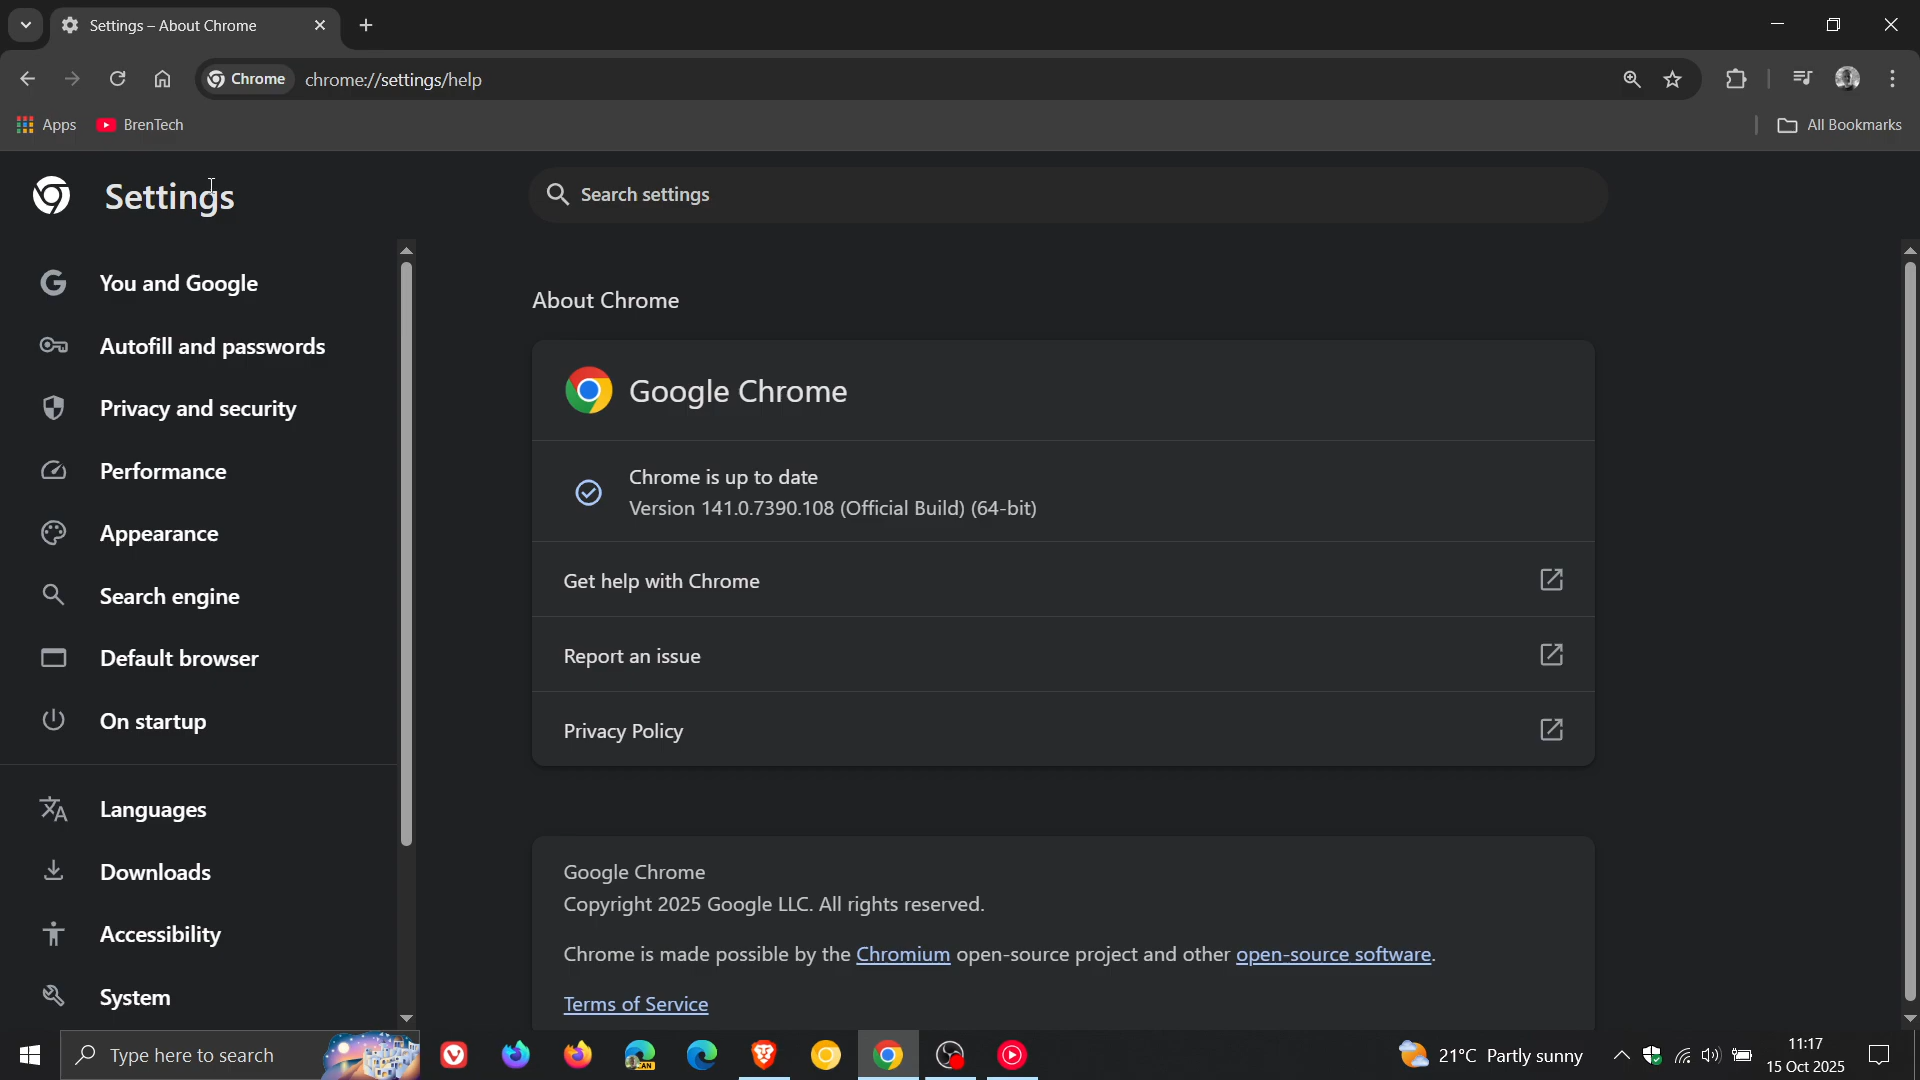 Settings – About Chrome
Chrome
chrome://settings/help
Apps
BrenTech
All Bookmarks
Settings
Search settings
You and Google
Autofill and passwords
Privacy and security
Performance
Appearance
Search engine
Default browser
On startup
Languages
Downloads
Accessibility
System
About Chrome
Google Chrome
Chrome is up to date
Version 141.0.7390.108 (Official Build) (64-bit)
Get help with Chrome
Report an issue
Privacy Policy
Google Chrome
Copyright 2025 Google LLC. All rights reserved.
Chrome is made possible by the Chromium open-source project and other open-source software.
Terms of Service
Type here to search
CAN
21°C Partly sunny
11:17
15 Oct 2025